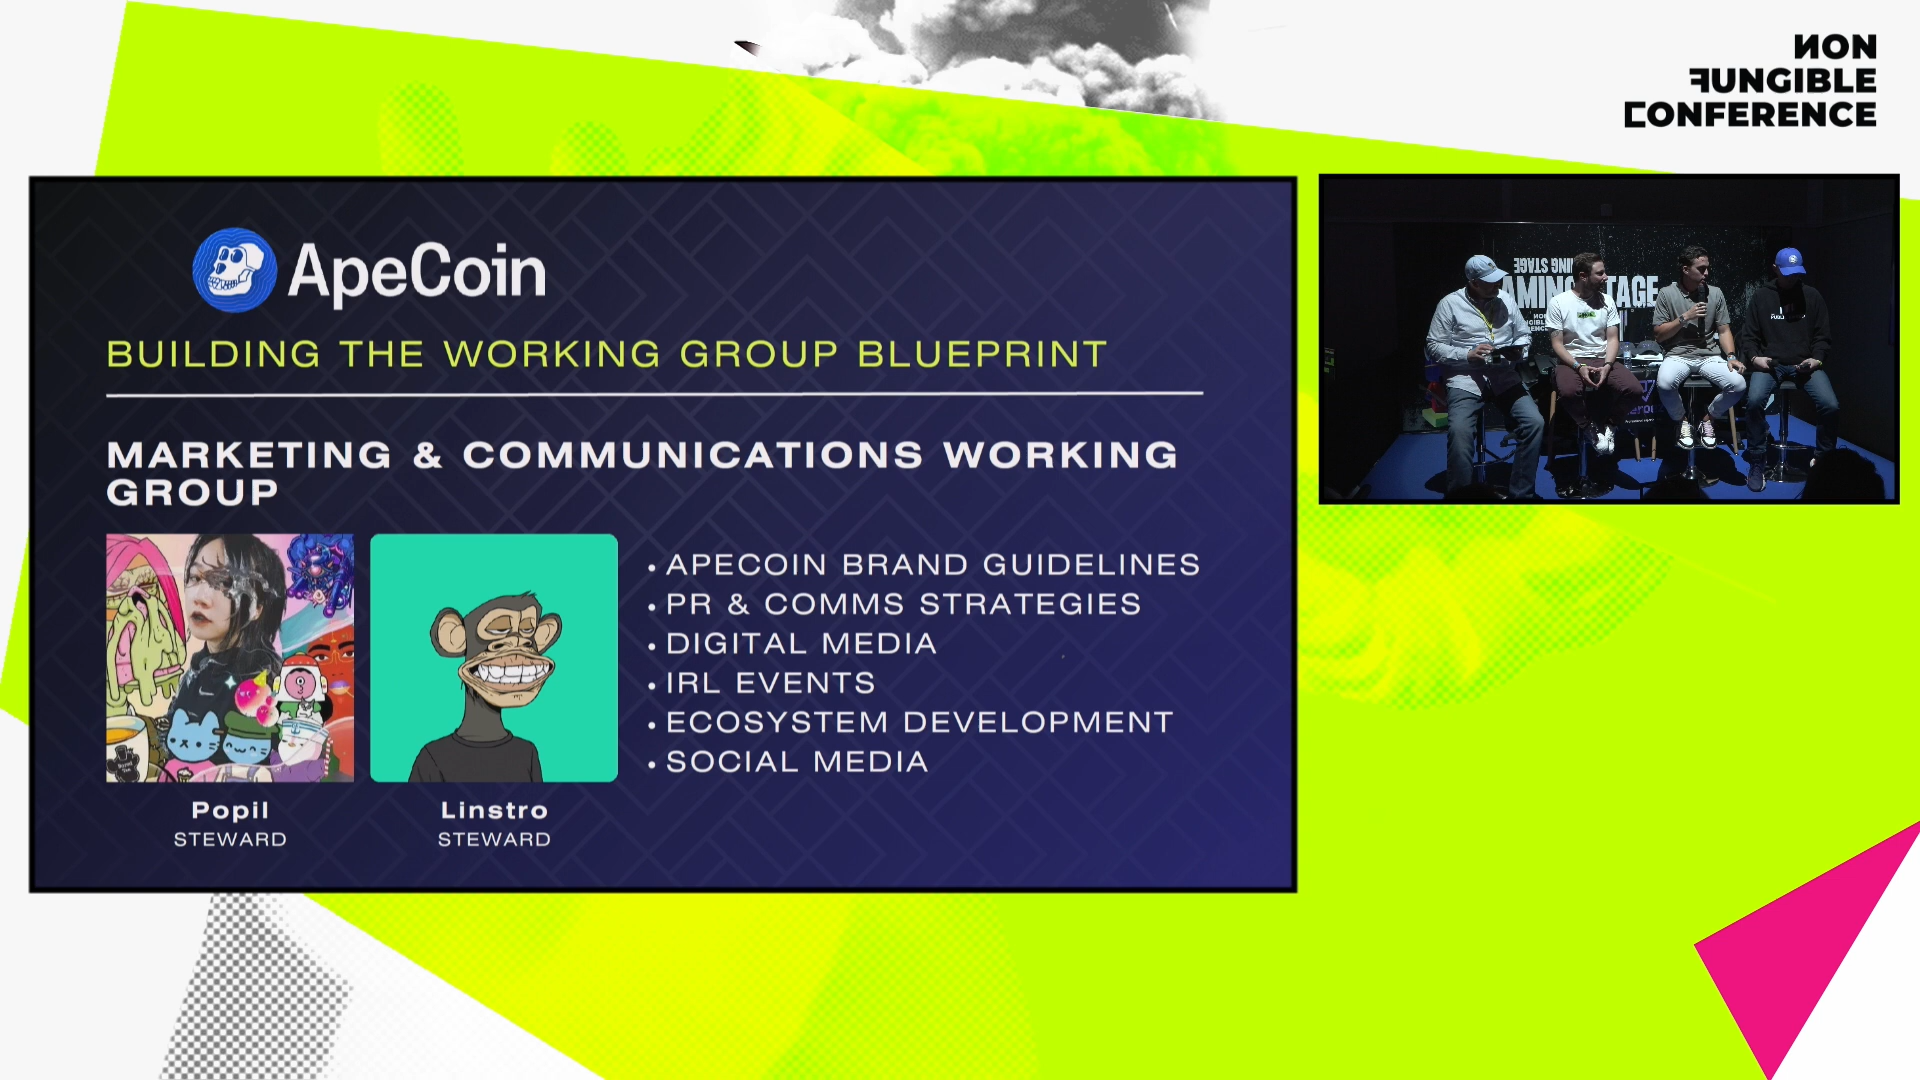 NON
FUNGIBLE
CONFERENCE
ApeCoin
BUILDING THE WORKING GROUP BLUEPRINT
MARKETING & COMMUNICATIONS WORKING
GROUP
• APECOIN BRAND GUIDELINES
• PR & COMMS STRATEGIES
• DIGITAL MEDIA
• IRL EVENTS
• ECOSYSTEM DEVELOPMENT
• SOCIAL MEDIA
Popil
STEWARD
Linstro
STEWARD